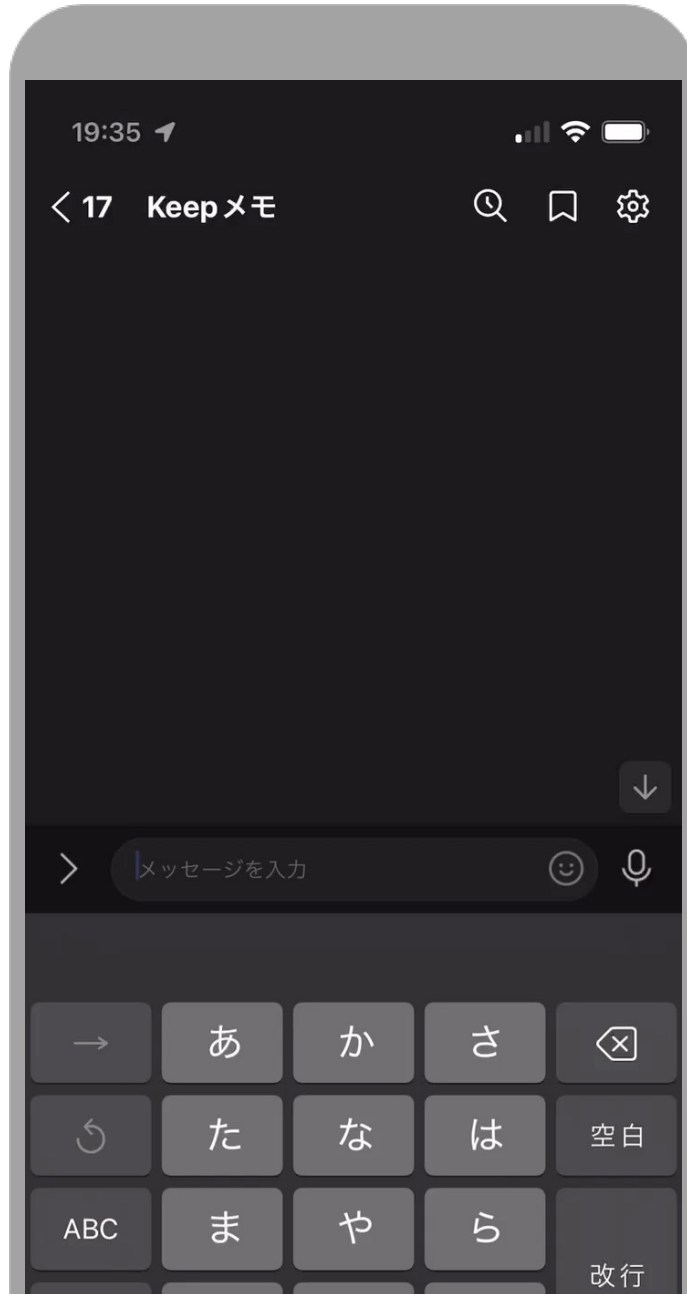 19:35
17 Keepメモ
メッセージを入力
→ あ か さ
た な は 空白
ABC ま や ら
改行